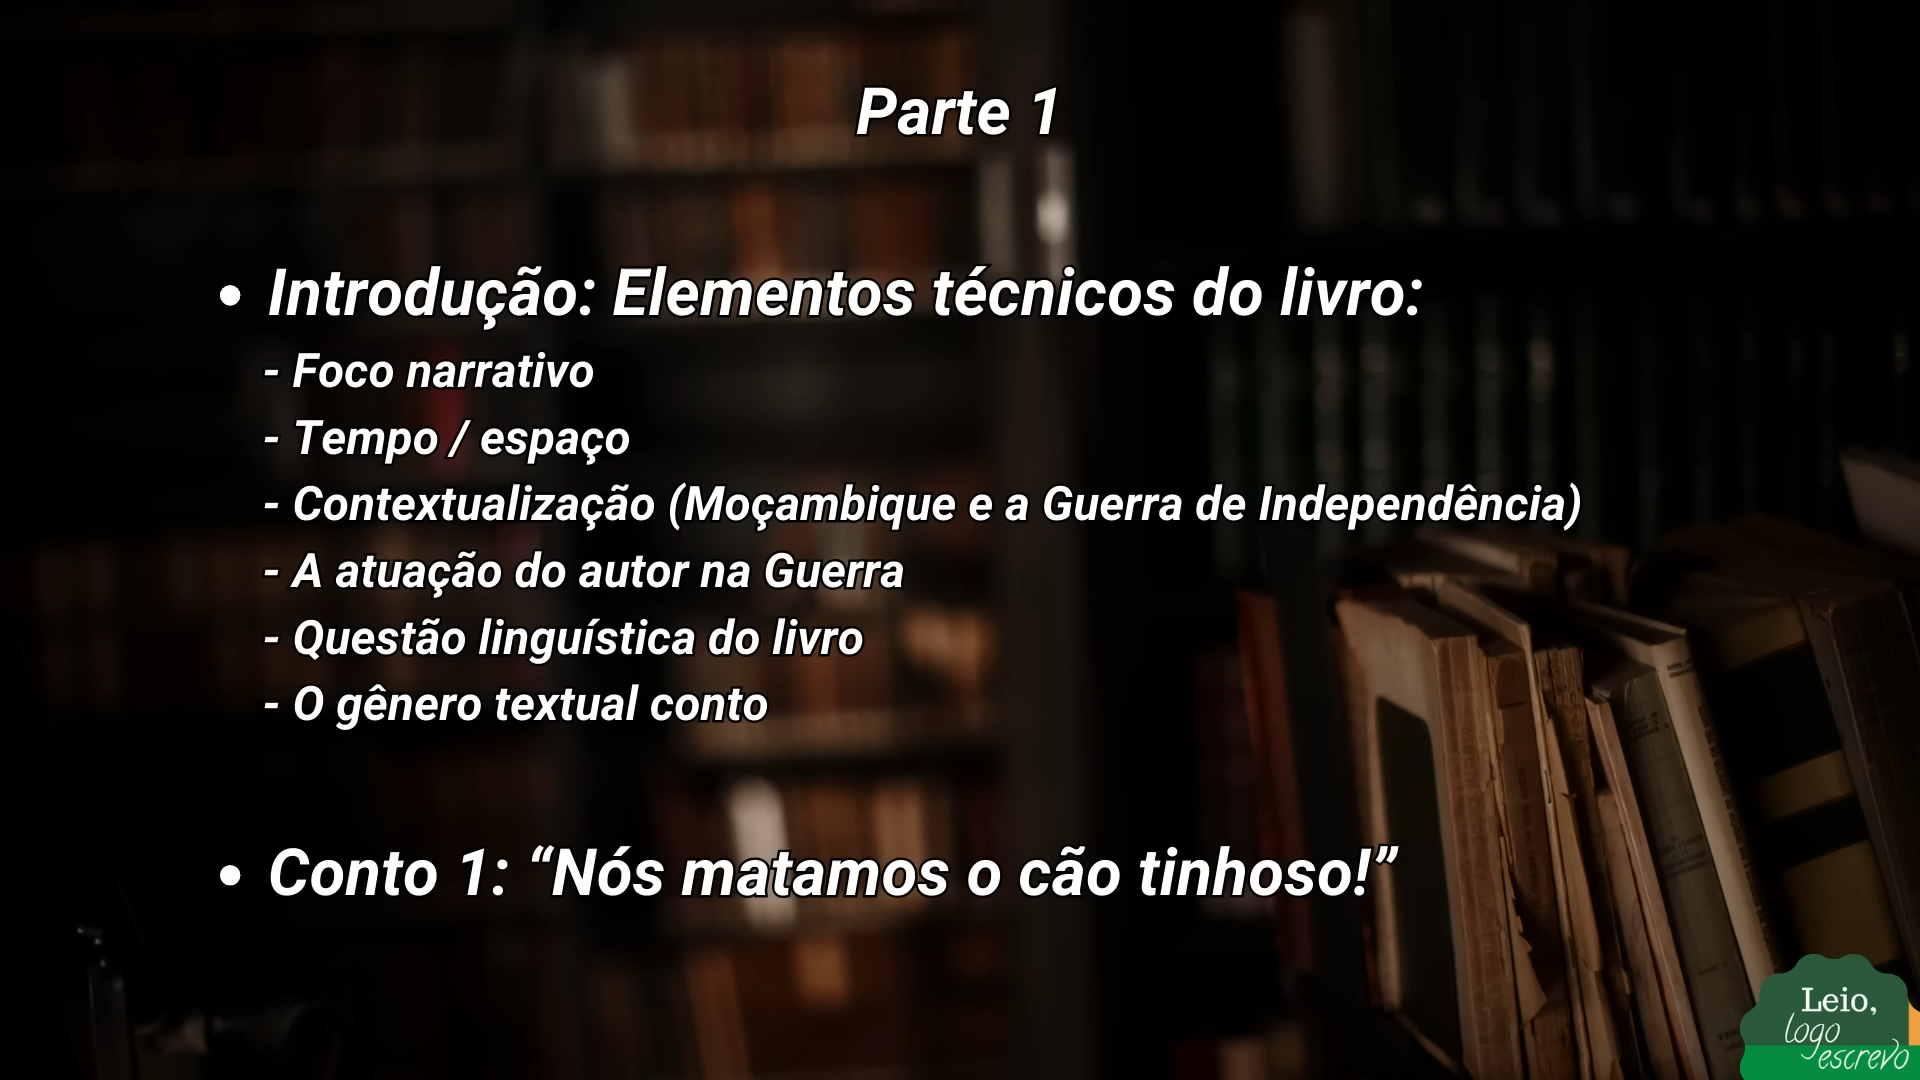 Parte 1
• Introdução: Elementos técnicos do livro:
- Foco narrativo
- Tempo / espaço
- Contextualização (Moçambique e a Guerra de Independência)
- A atuação do autor na Guerra
- Questão linguística do livro
- O gênero textual conto
• Conto 1: “Nós matamos o cão tinhoso!”
Leio,
logo
escrevo